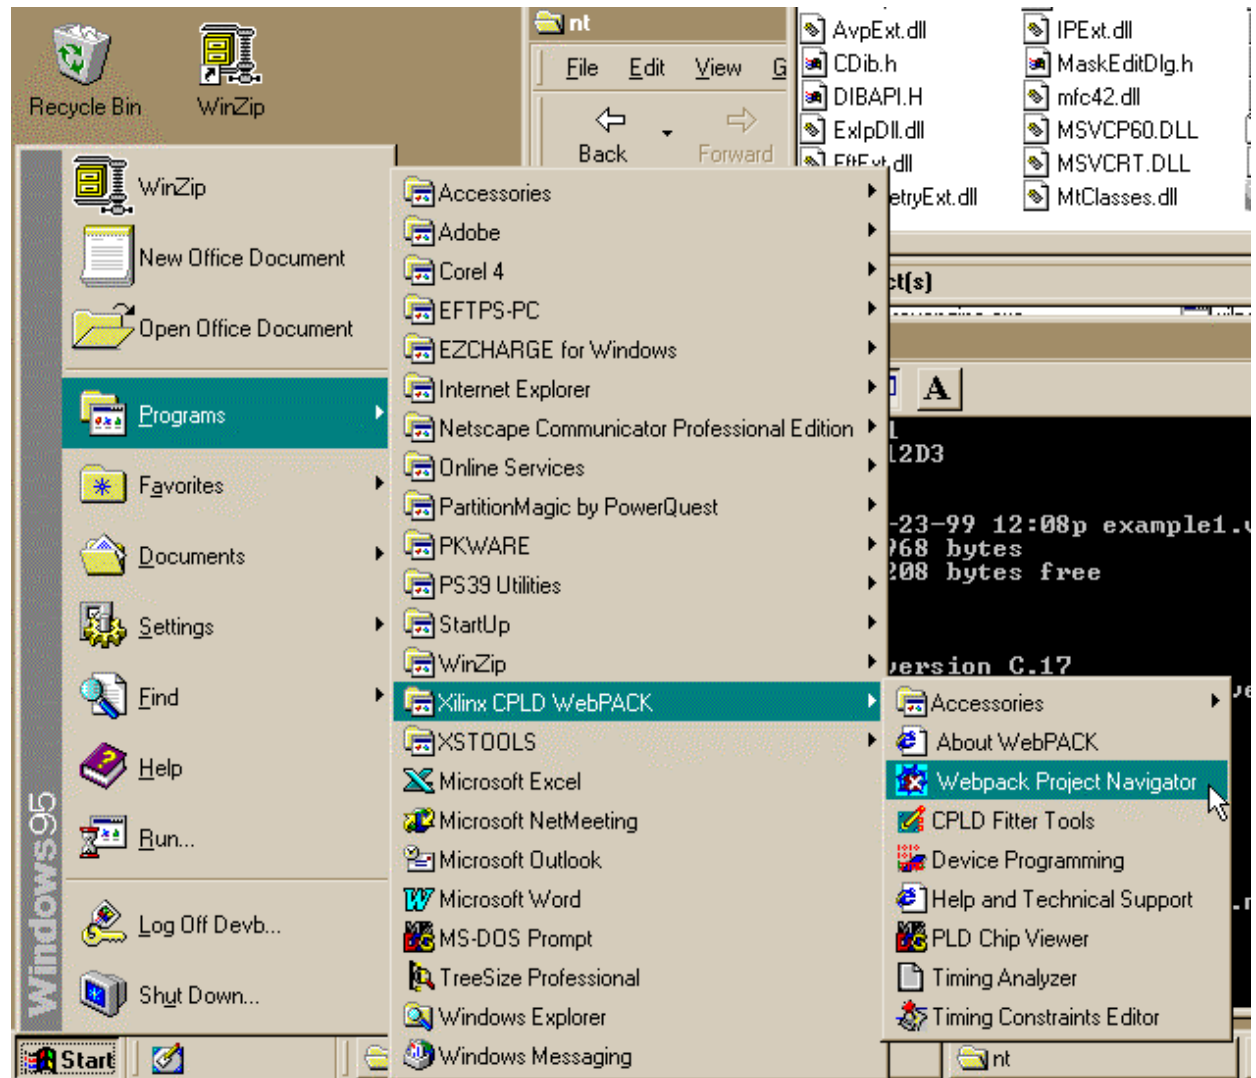 Recycle Bin
WinZip
nt
File Edit View G
Back Forward
AvpExt.dll
CDib.h
DIBAPI.H
ExIpDll.dll
EftExt.dll
etryExt.dll
IPExt.dll
MaskEditDlg.h
mfc42.dll
MSVCP60.DLL
MSVCRT.DLL
MtClasses.dll
ct(s)
A
12D3
-23-99 12:08p example1.v
968 bytes
208 bytes free
version C.17
WinZip
New Office Document
Open Office Document
Programs
Favorites
Documents
Settings
Find
Help
Run...
Log Off Devb...
Shut Down...
Windows95
Accessories
Adobe
Corel 4
EFTPS-PC
EZCHARGE for Windows
Internet Explorer
Netscape Communicator Professional Edition
Online Services
PartitionMagic by PowerQuest
PKWARE
PS39 Utilities
StartUp
WinZip
Xilinx CPLD WebPACK
XSTOOLS
Microsoft Excel
Microsoft NetMeeting
Microsoft Outlook
Microsoft Word
MS-DOS Prompt
TreeSize Professional
Windows Explorer
Windows Messaging
Accessories
About WebPACK
Webpack Project Navigator
CPLD Fitter Tools
Device Programming
Help and Technical Support
PLD Chip Viewer
Timing Analyzer
Timing Constraints Editor
Start
nt